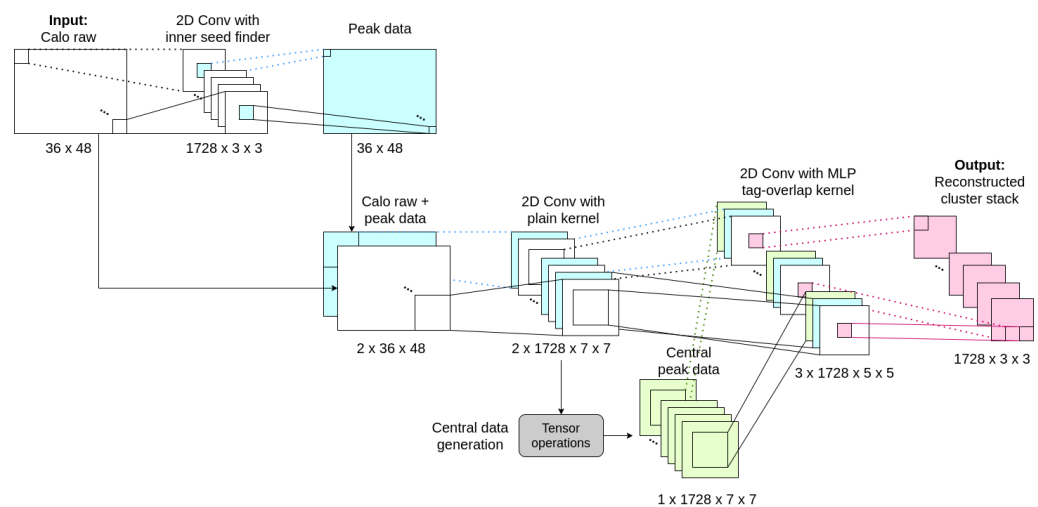 Input:
Calo raw
2D Conv with
inner seed finder
Peak data
36 x 48
1728 x 3 x 3
36 x 48
Calo raw +
peak data
2D Conv with
plain kernel
2D Conv with MLP
tag-overlap kernel
Output:
Reconstructed
cluster stack
2 x 36 x 48
2 x 1728 x 7 x 7
Central
peak data
3 x 1728 x 5 x 5
1728 x 3 x 3
Central data
generation
Tensor
operations
1 x 1728 x 7 x 7